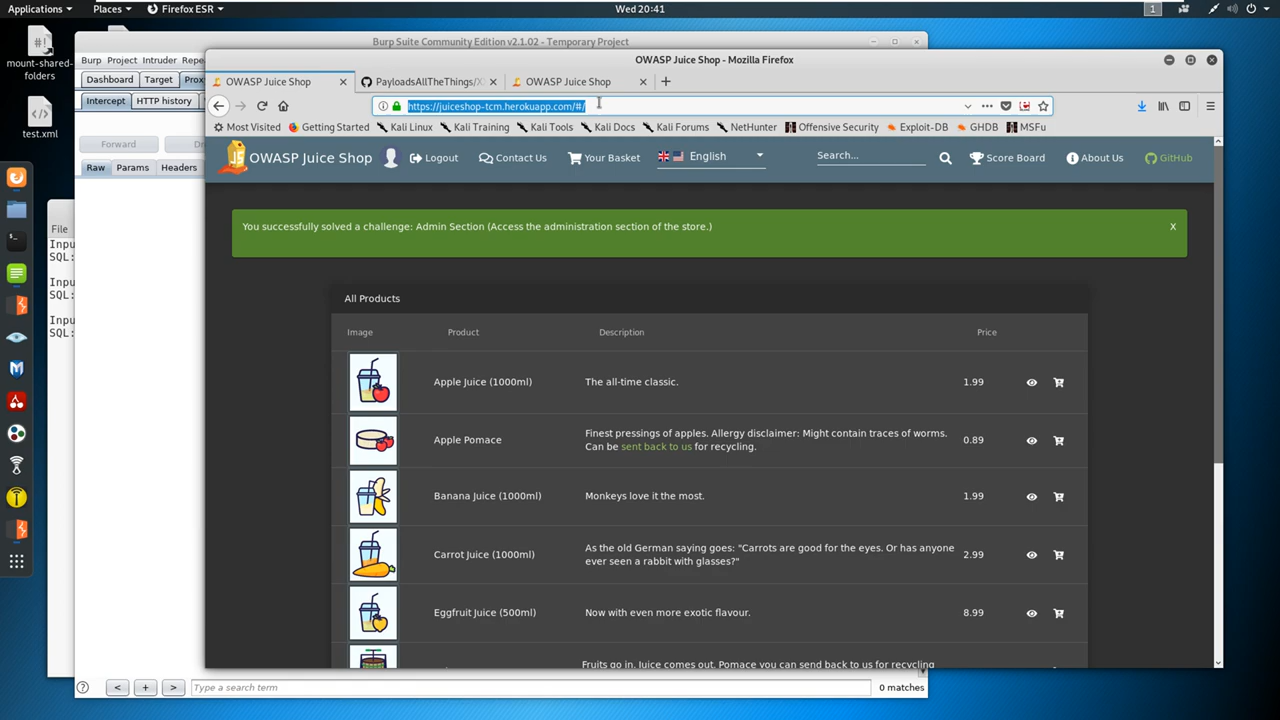 Applications Places Firefox ESR Wed 20:41 1
mount-shared-folders
test.xml
Burp Suite Community Edition v2.1.02 - Temporary Project
Burp Project Intruder
Dashboard Target
Intercept HTTP history
Forward
Raw Params Headers
File
SQL:
SQL:
SQL:
OWASP Juice Shop - Mozilla Firefox
OWASP Juice Shop PayloadsAllTheThings/ OWASP Juice Shop
https://juiceshop-tcm.herokuapp.com/#/
Most Visited Getting Started Kali Linux Kali Training Kali Tools Kali Docs Kali Forums NetHunter Offensive Security Exploit-DB GHDB MSFu
OWASP Juice Shop Logout Contact Us Your Basket English Search... Score Board About Us GitHub
You successfully solved a challenge: Admin Section (Access the administration section of the store.) X
All Products
Image Product Description Price
Apple Juice (1000ml) The all-time classic. 1.99
Apple Pomace Finest pressings of apples. Allergy disclaimer: Might contain traces of worms. 0.89
Can be sent back to us for recycling.
Banana Juice (1000ml) Monkeys love it the most. 1.99
Carrot Juice (1000ml) As the old German saying goes: "Carrots are good for the eyes. Or has anyone 2.99
ever seen a rabbit with glasses?"
Eggfruit Juice (500ml) Now with even more exotic flavour. 8.99
Fruits go in. Juice comes out. Pomace you can send back to us for recycling
? < + > Type a search term 0 matches